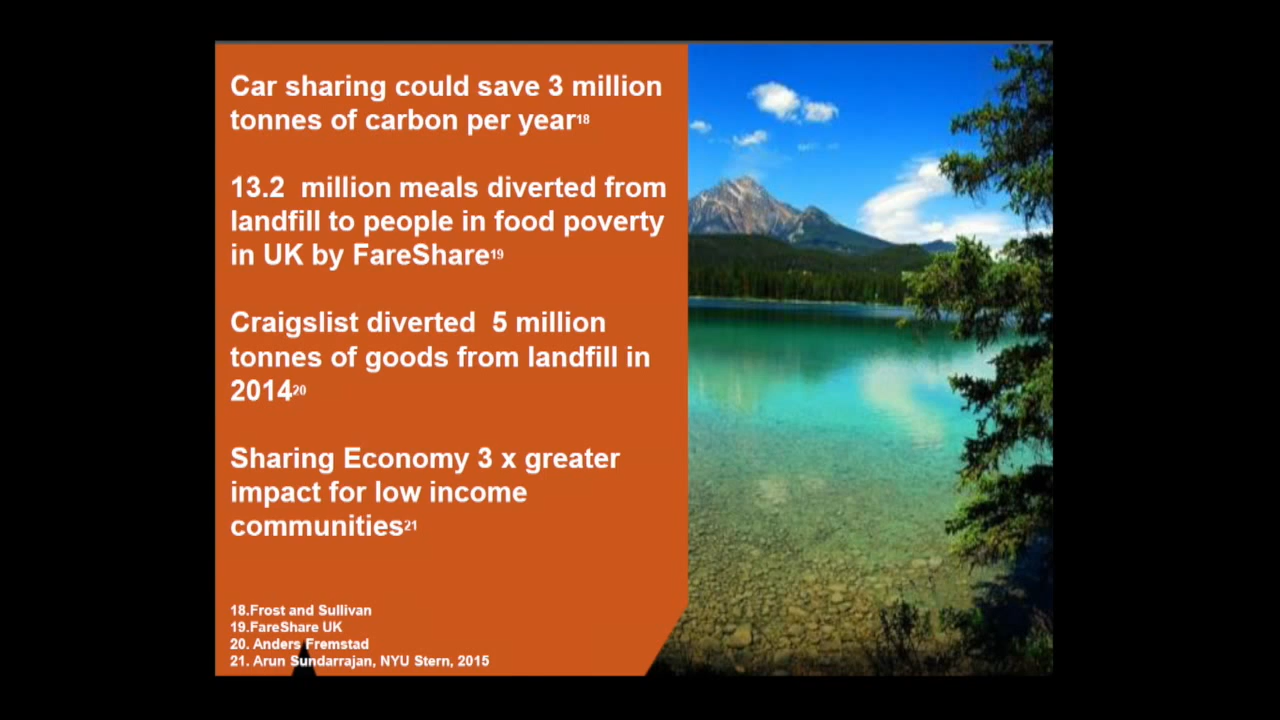 Car sharing could save 3 million
tonnes of carbon per year18
13.2  million meals diverted from
landfill to people in food poverty
in UK by FareShare19
Craigslist diverted  5 million
tonnes of goods from landfill in
201420
Sharing Economy 3 x greater
impact for low income
communities21
18.Frost and Sullivan
19.FareShare UK
20. Anders Fremstad
21. Arun Sundarrajan, NYU Stern, 2015